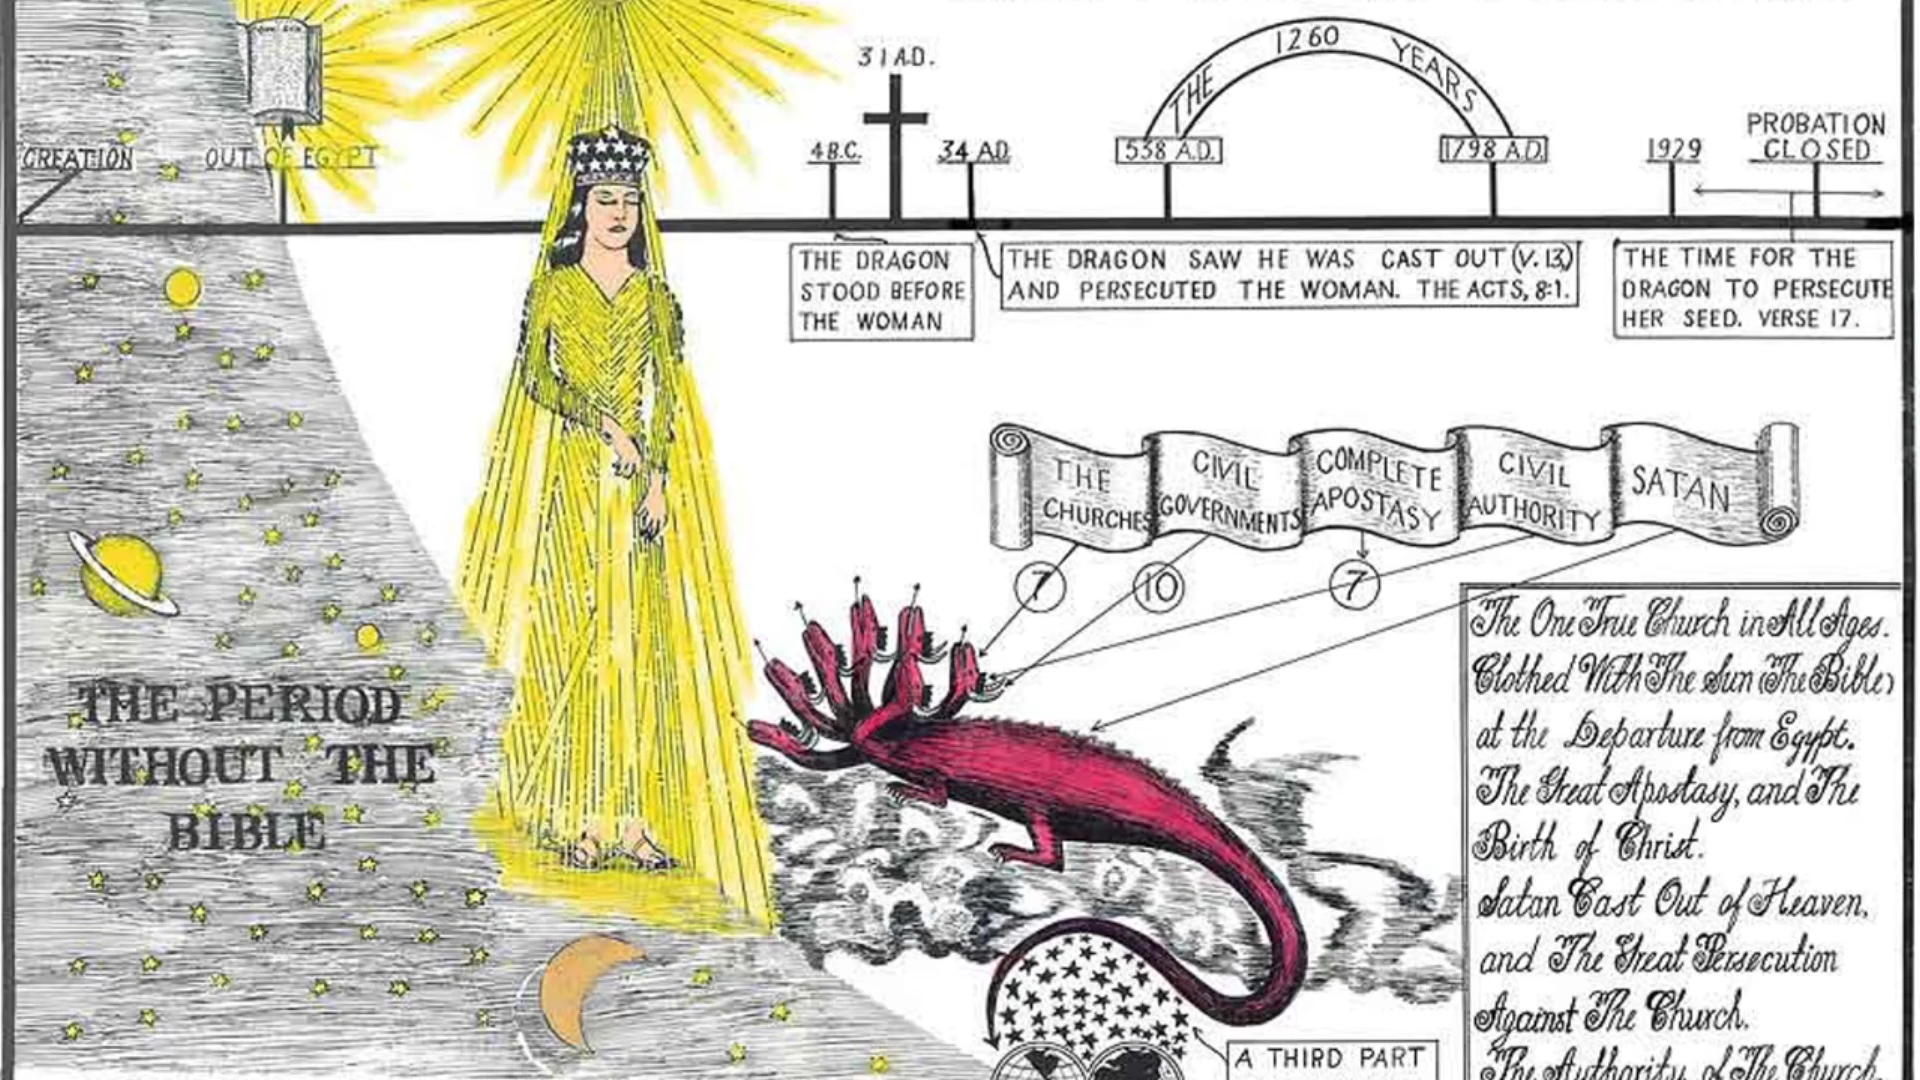 31 A.D.
THE 1260 YEARS
CREATION
OUT OF EGYPT
4 B.C.
34 A.D.
538 A.D.
1798 A.D.
1929
PROBATION
CLOSED
THE DRAGON
STOOD BEFORE
THE WOMAN
THE DRAGON SAW HE WAS CAST OUT (V. 13)
AND PERSECUTED THE WOMAN. THE ACTS, 8:1.
THE TIME FOR THE
DRAGON TO PERSECUTE
HER SEED. VERSE 17.
THE
CHURCHES
CIVIL
GOVERNMENTS
COMPLETE
APOSTASY
CIVIL
AUTHORITY
SATAN
7
10
7
THE PERIOD
WITHOUT THE
BIBLE
The One True Church in All Ages.
Clothed With The Sun (The Bible)
at the Departure from Egypt.
The Great Apostasy, and The
Birth of Christ.
Satan Cast Out of Heaven,
and The Great Persecution
Against The Church.
The Authority of The Church,
A THIRD PART